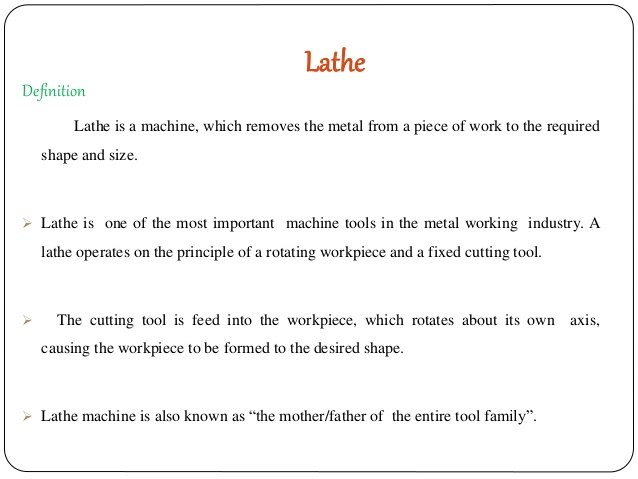 Lathe
Definition
Lathe is a machine, which removes the metal from a piece of work to the required
shape and size.
Lathe is one of the most important machine tools in the metal working industry. A
lathe operates on the principle of a rotating workpiece and a fixed cutting tool.
The cutting tool is feed into the workpiece, which rotates about its own axis,
causing the workpiece to be formed to the desired shape.
Lathe machine is also known as “the mother/father of the entire tool family”.